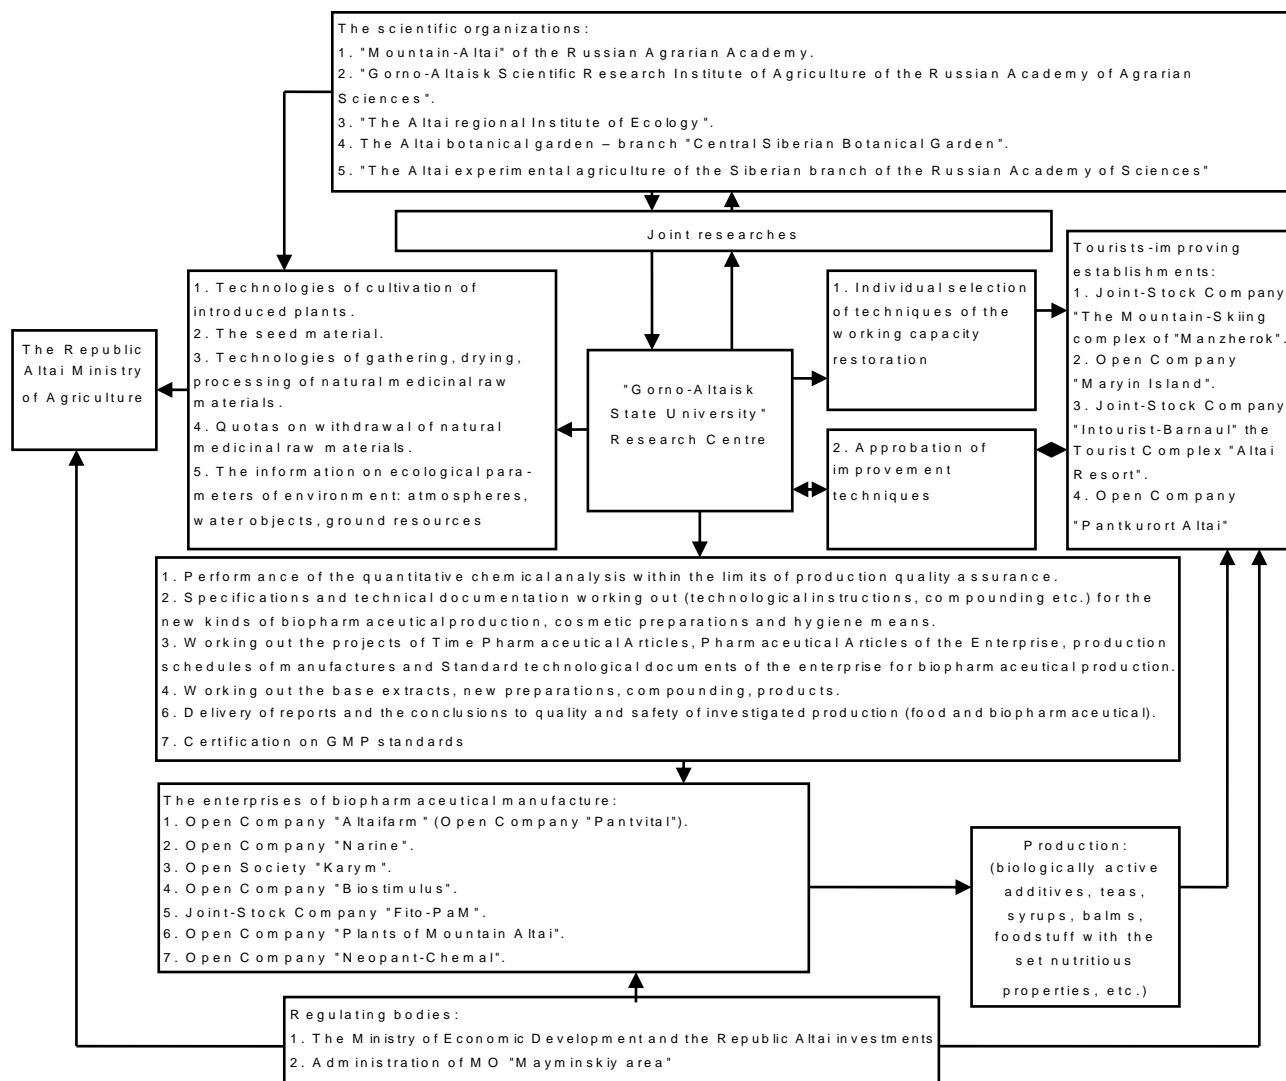 The scientific organizations:
1. "Mountain-Altai" of the Russian Agrarian Academy.
2. "Gorno-Altaisk Scientific Research Institute of Agriculture of the Russian Academy of Agrarian
Sciences".
3. "The Altai regional Institute of Ecology".
4. The Altai botanical garden – branch "Central Siberian Botanical Garden".
5. "The Altai experimental agriculture of the Siberian branch of the Russian Academy of Sciences"
Joint researches
The Republic
Altai Ministry
of Agriculture
1. Technologies of cultivation of
introduced plants.
2. The seed material.
3. Technologies of gathering, drying,
processing of natural medicinal raw
materials.
4. Quotas on withdrawal of natural
medicinal raw materials.
5. The information on ecological para-
meters of environment: atmospheres,
water objects, ground resources
"Gorno-Altaisk
State University"
Research Centre
1. Individual selection
of techniques of the
working capacity
restoration
2. Approbation of
improvement
techniques
Tourists-improving
establishments:
1. Joint-Stock Company
"The Mountain-Skiing
complex of "Manzherok".
2. Open Company
"Maryin Island".
3. Joint-Stock Company
"Intourist-Barnaul" the
Tourist Complex "Altai
Resort".
4. Open Company
"Pantkurort Altai"
1. Performance of the quantitative chemical analysis within the limits of production quality assurance.
2. Specifications and technical documentation working out (technological instructions, compounding etc.) for the
new kinds of biopharmaceutical production, cosmetic preparations and hygiene means.
3. Working out the projects of Time Pharmaceutical Articles, Pharmaceutical Articles of the Enterprise, production
schedules of manufactures and Standard technological documents of the enterprise for biopharmaceutical production.
4. Working out the base extracts, new preparations, compounding, products.
6. Delivery of reports and the conclusions to quality and safety of investigated production (food and biopharmaceutical).
7. Certification on GMP standards
The enterprises of biopharmaceutical manufacture:
1. Open Company "Altaifarm" (Open Company "Pantvital").
2. Open Company "Narine".
3. Open Society "Karym".
4. Open Company "Biostimulus".
5. Joint-Stock Company "Fito-PaM".
6. Open Company "Plants of Mountain Altai".
7. Open Company "Neopant-Chemal".
Production:
(biologically active
additives, teas,
syrups, balms,
foodstuff with the
set nutritious
properties, etc.)
Regulating bodies:
1. The Ministry of Economic Development and the Republic Altai investments
2. Administration of MO "Mayminskiy area"